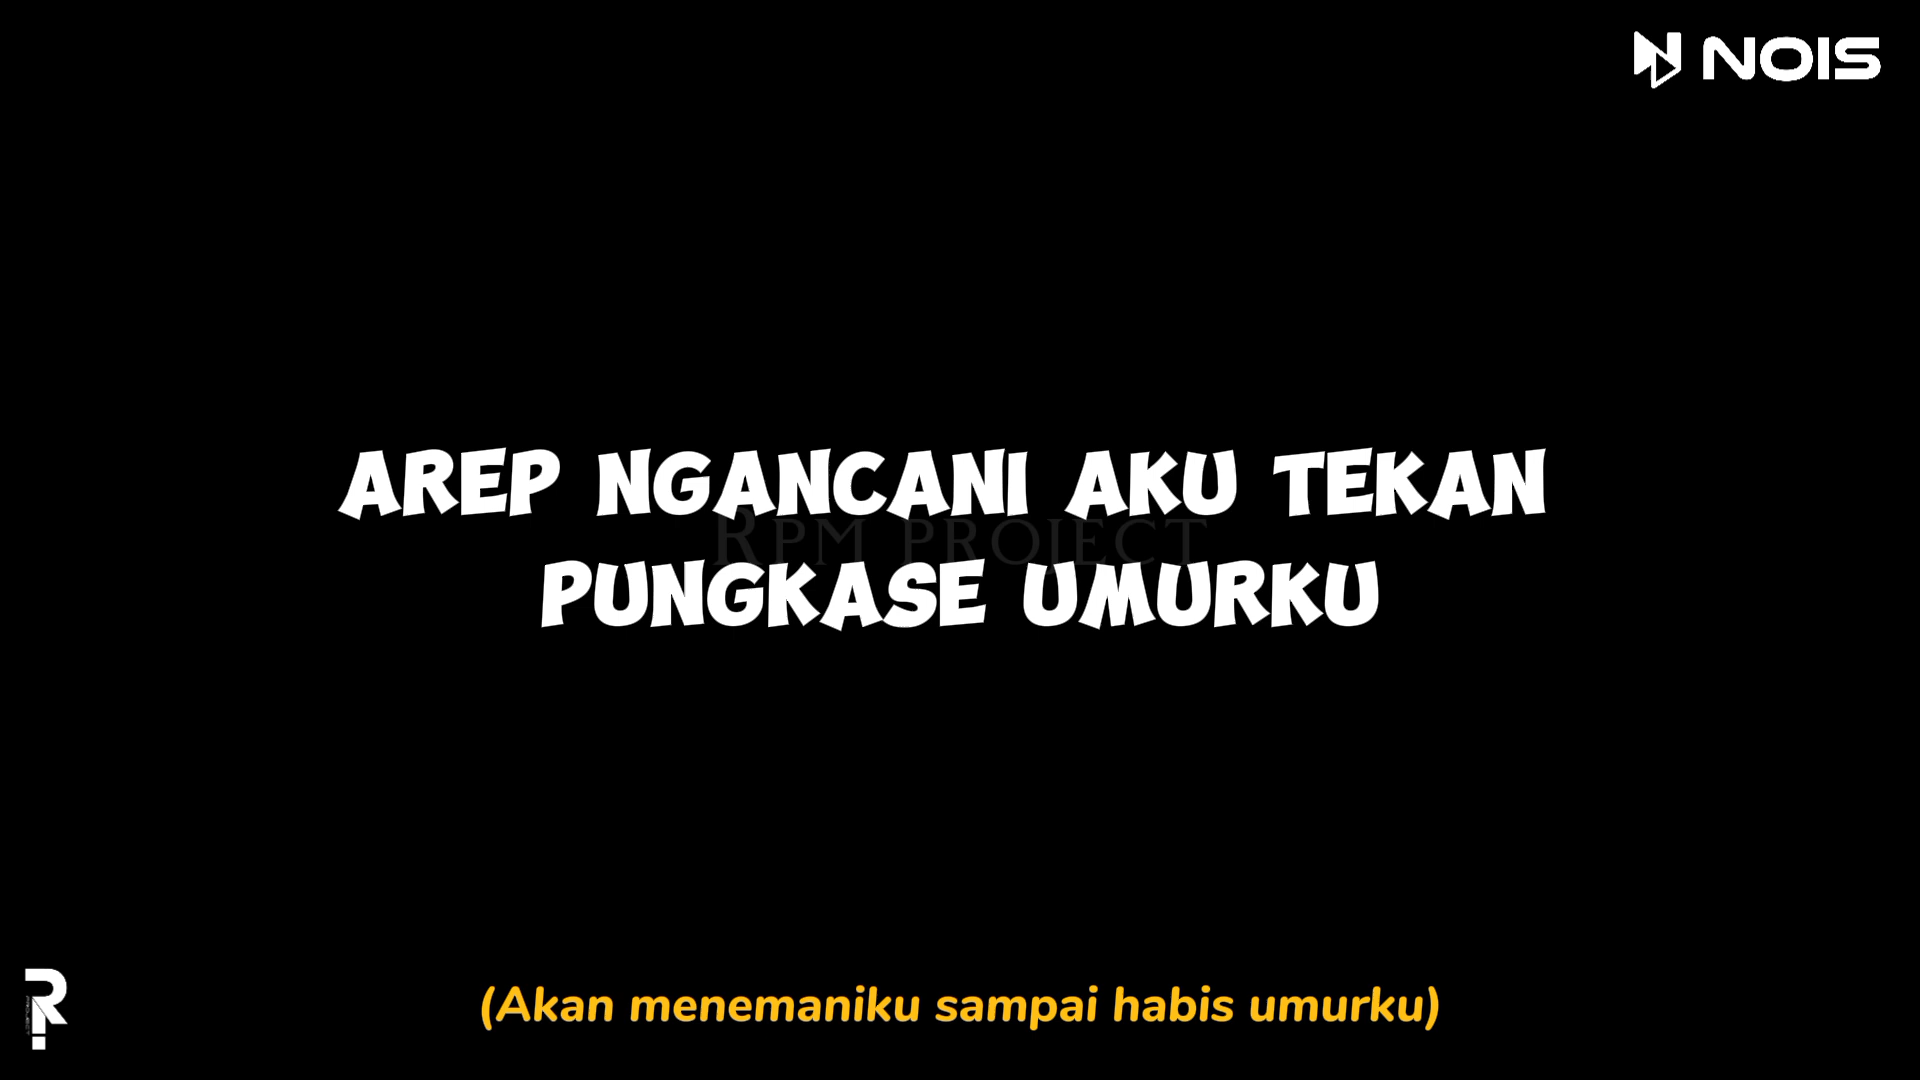 NOIS
AREP NGANCANI AKU TEKAN
RPM PROJECT
PUNGKASE UMURKU
(Akan menemaniku sampai habis umurku)